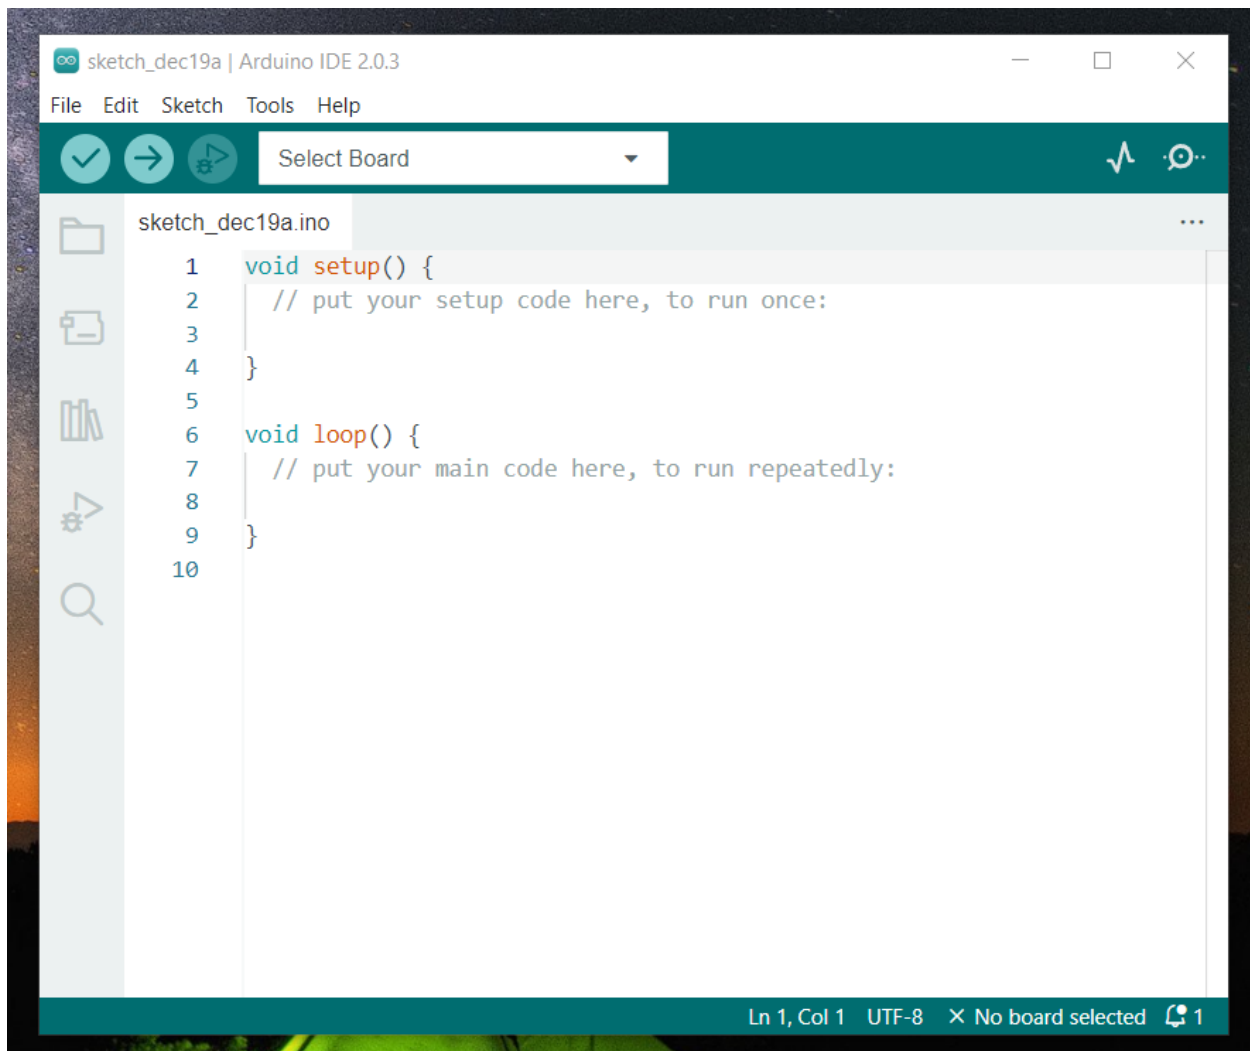 sketch_dec19a | Arduino IDE 2.0.3
File Edit Sketch Tools Help
Select Board
sketch_dec19a.ino
1 void setup() {
2 // put your setup code here, to run once:
3
4 }
5
6 void loop() {
7 // put your main code here, to run repeatedly:
8
9 }
10
Ln 1, Col 1 UTF-8 No board selected 1